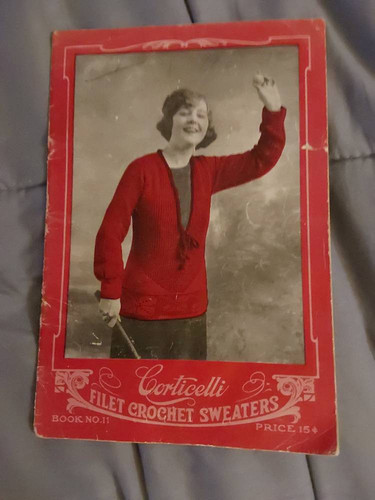 Corticelli
FILET CROCHET SWEATERS
BOOK NO. 11 PRICE 15¢